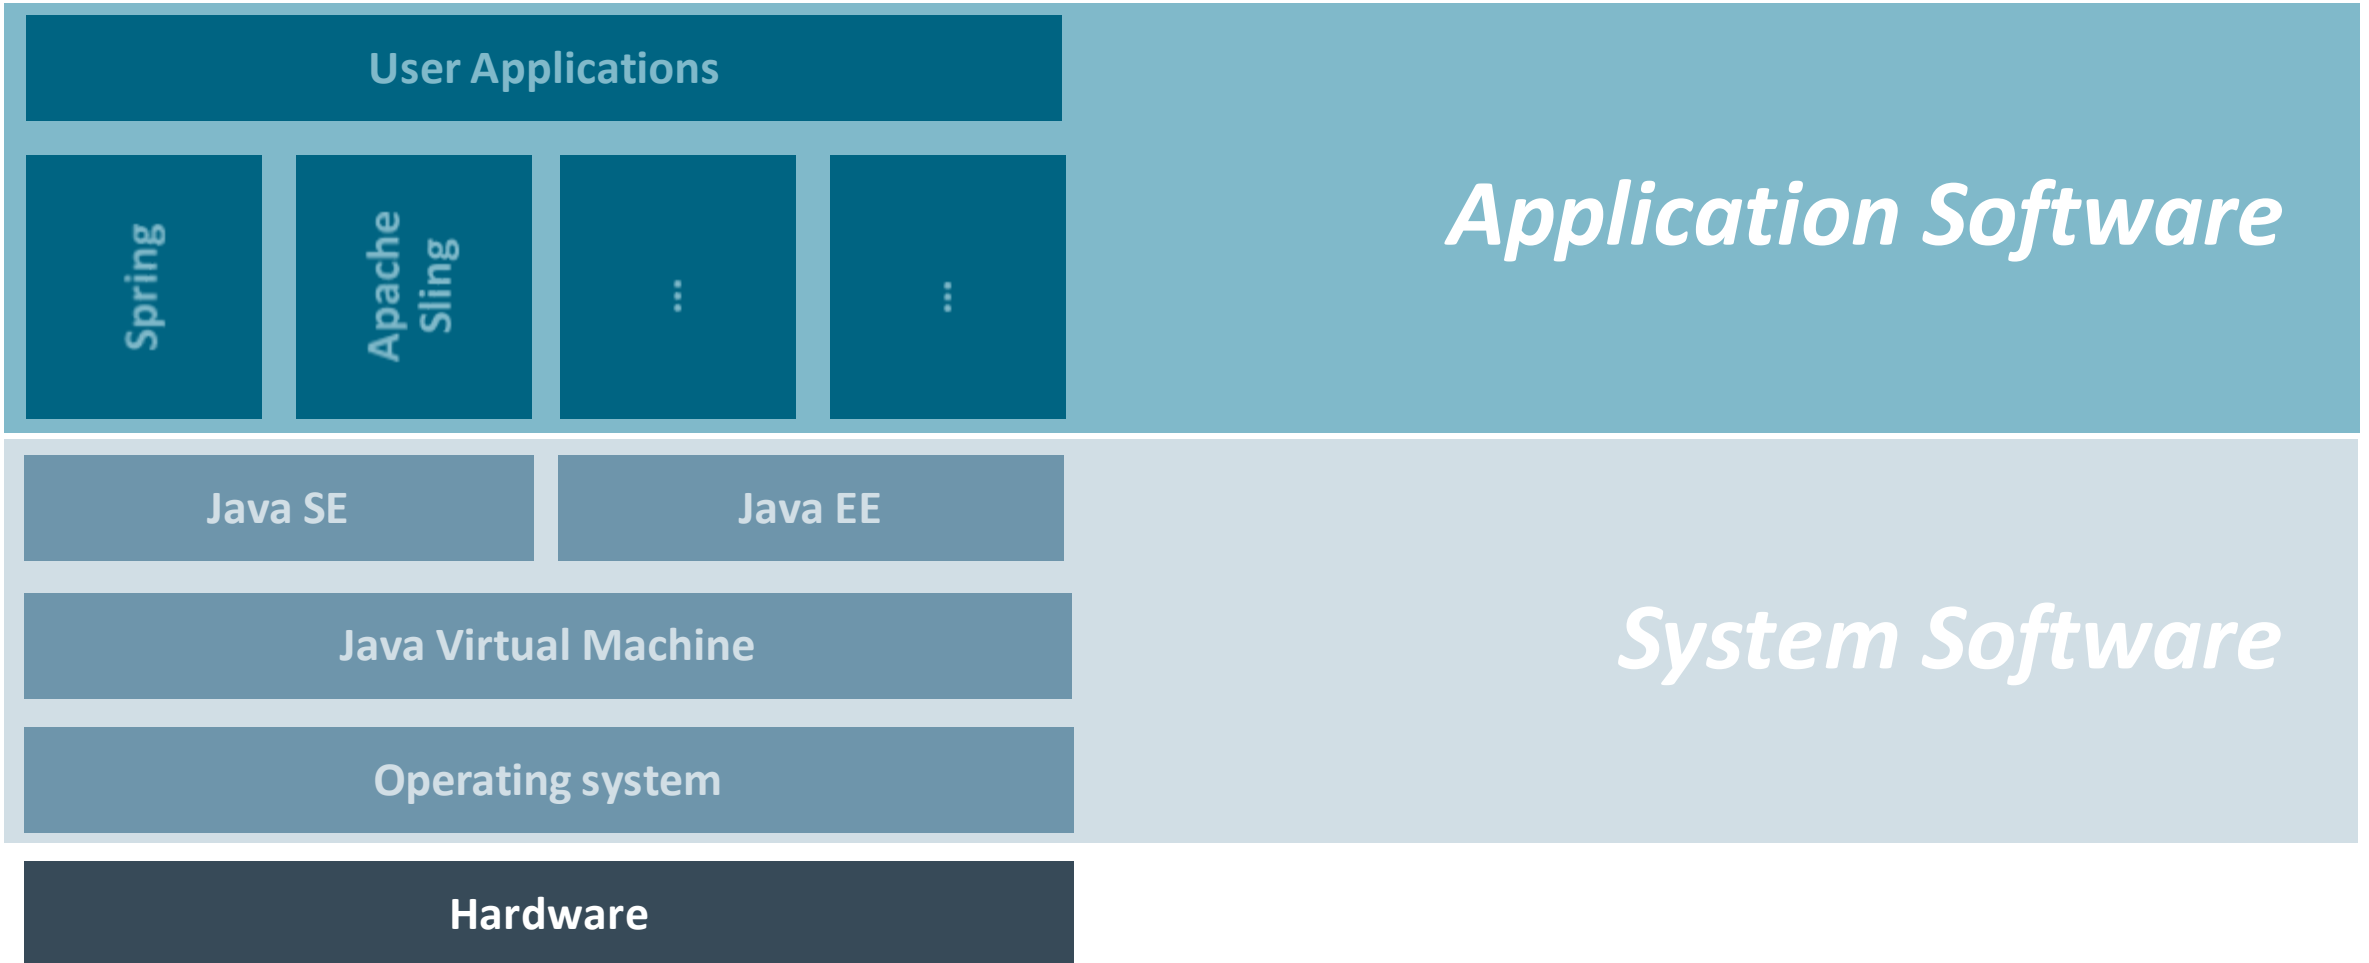 User Applications
Spring
Apache
Sling
...
...
Application Software
Java SE
Java EE
Java Virtual Machine
Operating system
System Software
Hardware